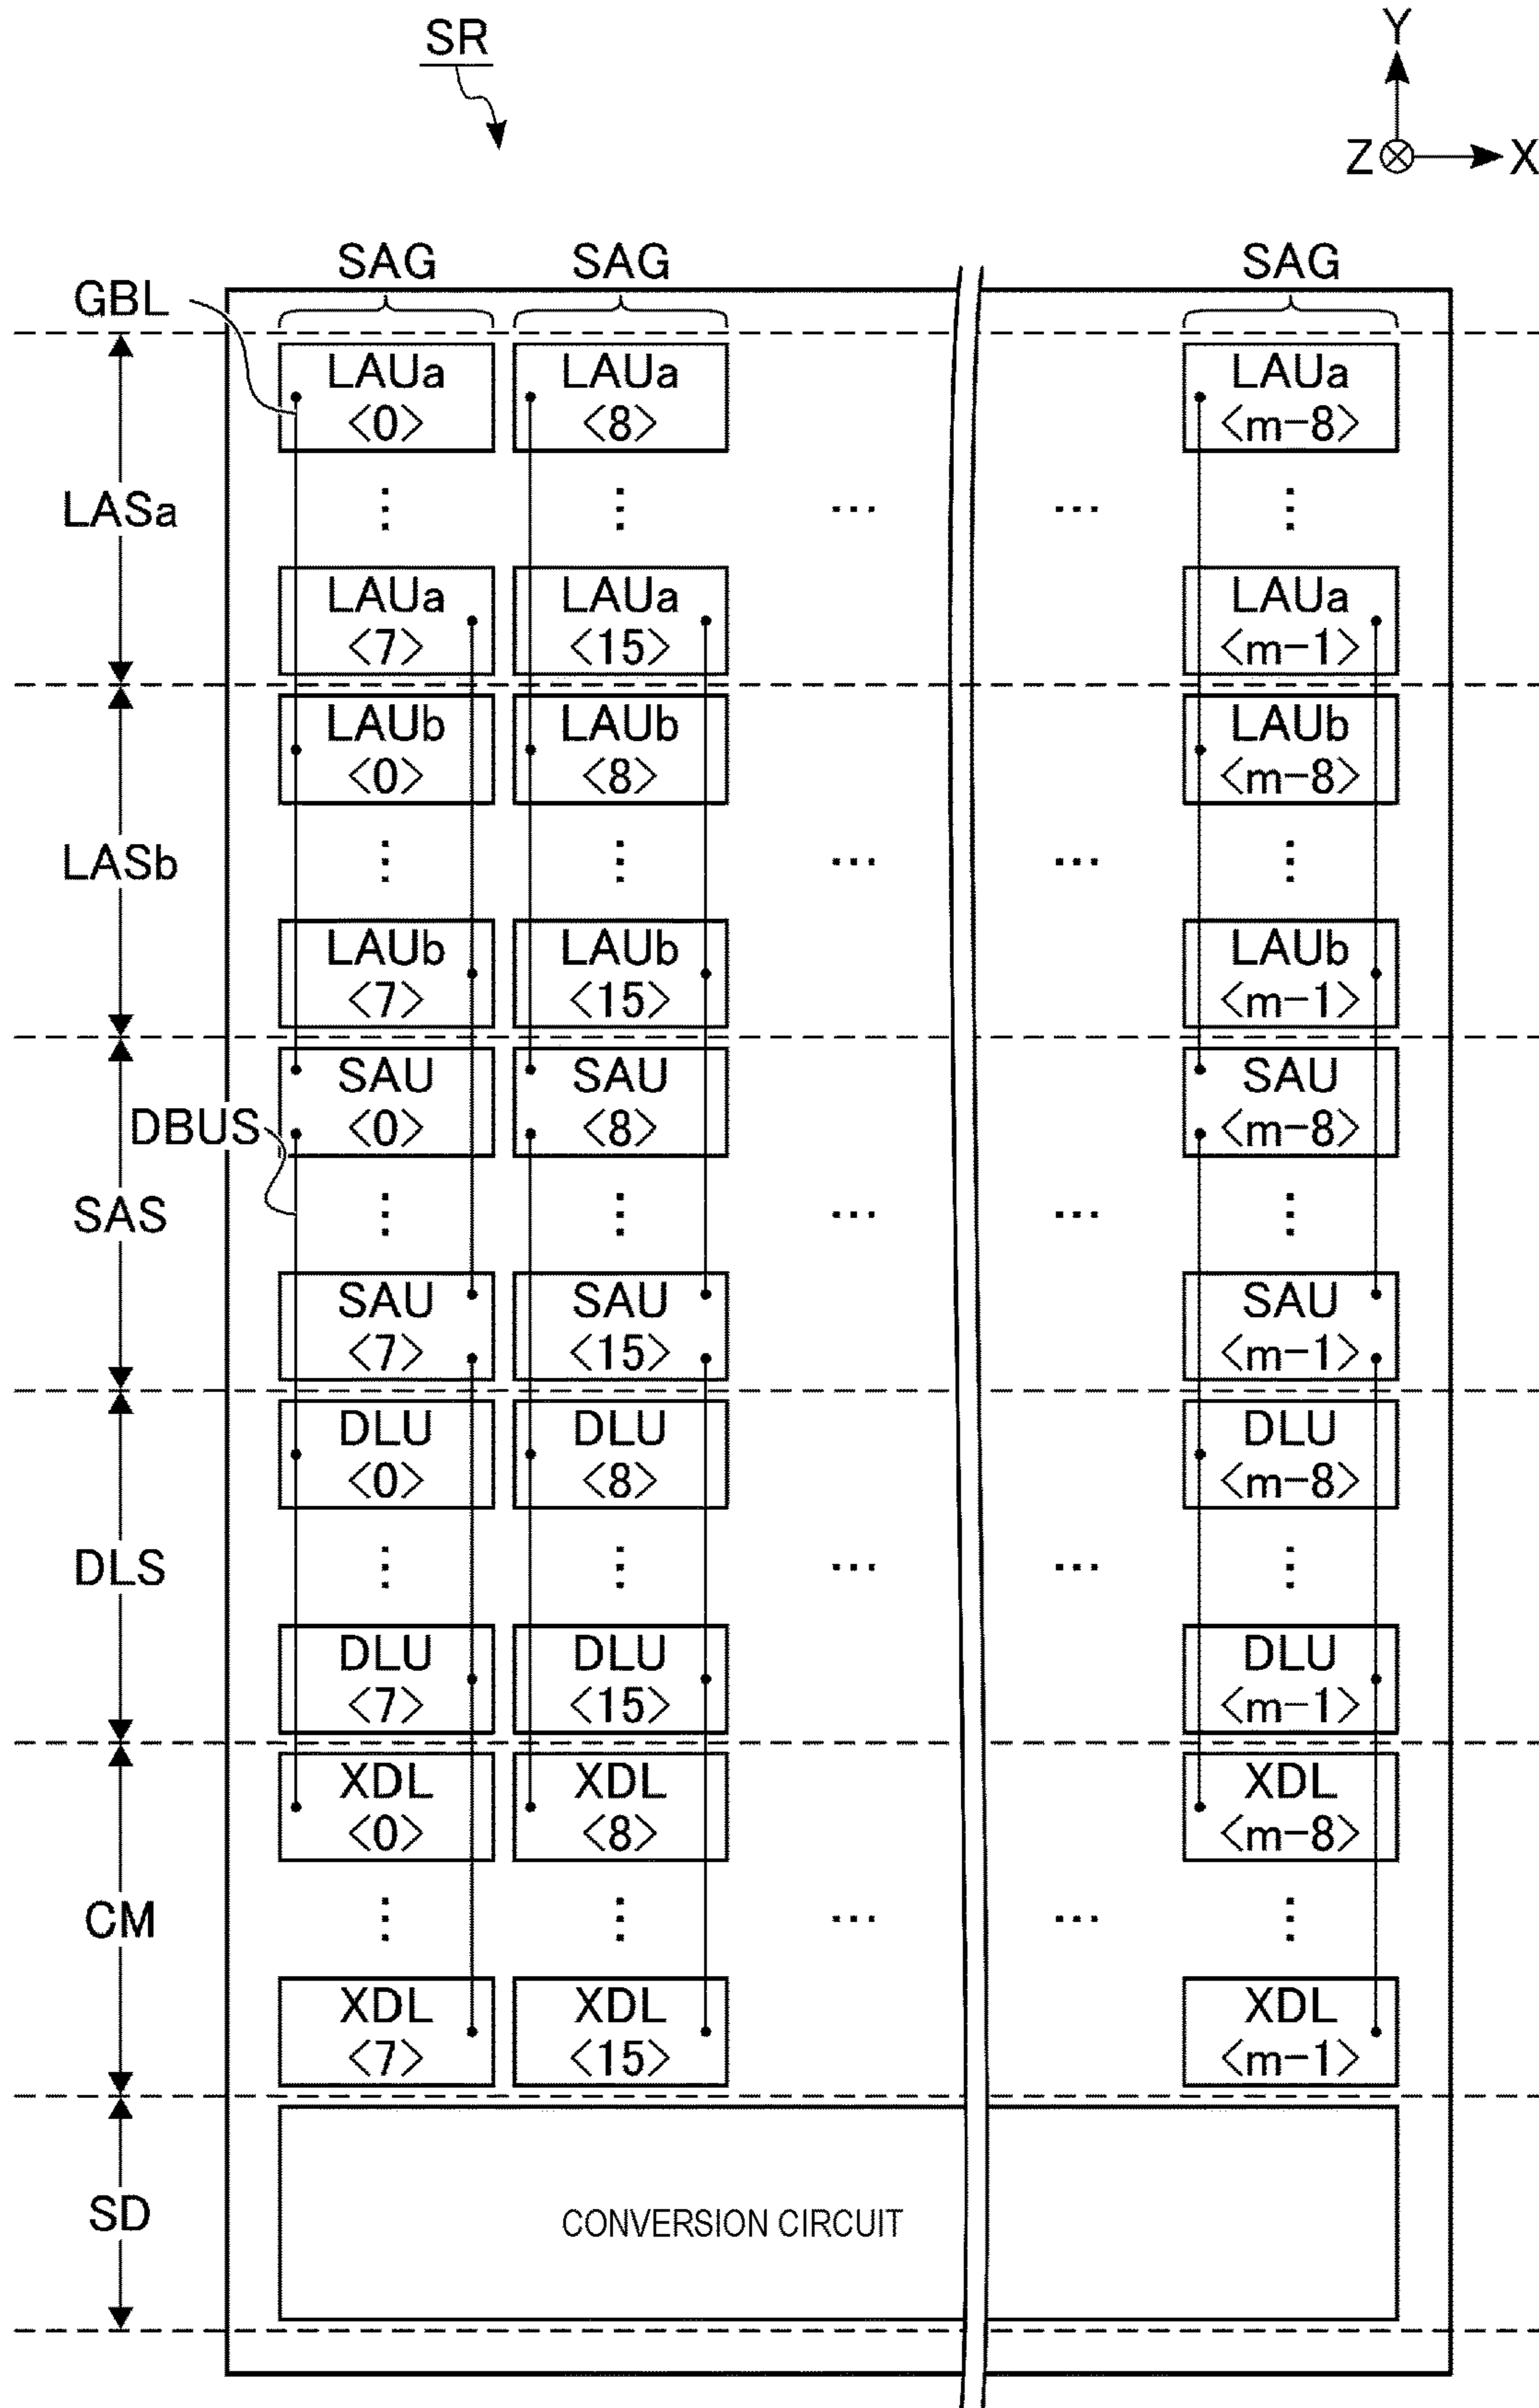 SR
Y
Z
X
SAG SAG SAG
GBL
LAUa LAUa LAUa
<0> <8> <m-8>
⋮ ⋮ ⋮
LASa ... ...
LAUa LAUa LAUa
<7> <15> <m-1>
LAUb LAUb LAUb
<0> <8> <m-8>
⋮ ⋮ ⋮
LASb ... ...
LAUb LAUb LAUb
<7> <15> <m-1>
SAU SAU SAU
DBUS <0> <8> <m-8>
⋮ ⋮ ⋮
SAS ... ...
SAU SAU SAU
<7> <15> <m-1>
DLU DLU DLU
<0> <8> <m-8>
⋮ ⋮ ⋮
DLS ... ...
DLU DLU DLU
<7> <15> <m-1>
XDL XDL XDL
<0> <8> <m-8>
⋮ ⋮ ⋮
CM ... ...
XDL XDL XDL
<7> <15> <m-1>
SD
CONVERSION CIRCUIT